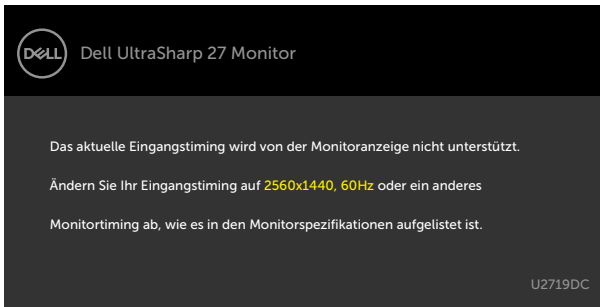 DELL
Dell UltraSharp 27 Monitor
Das aktuelle Eingangstiming wird von der Monitoranzeige nicht unterstützt.
Ändern Sie Ihr Eingangstiming auf 2560x1440, 60Hz oder ein anderes
Monitortiming ab, wie es in den Monitorspezifikationen aufgelistet ist.
U2719DC